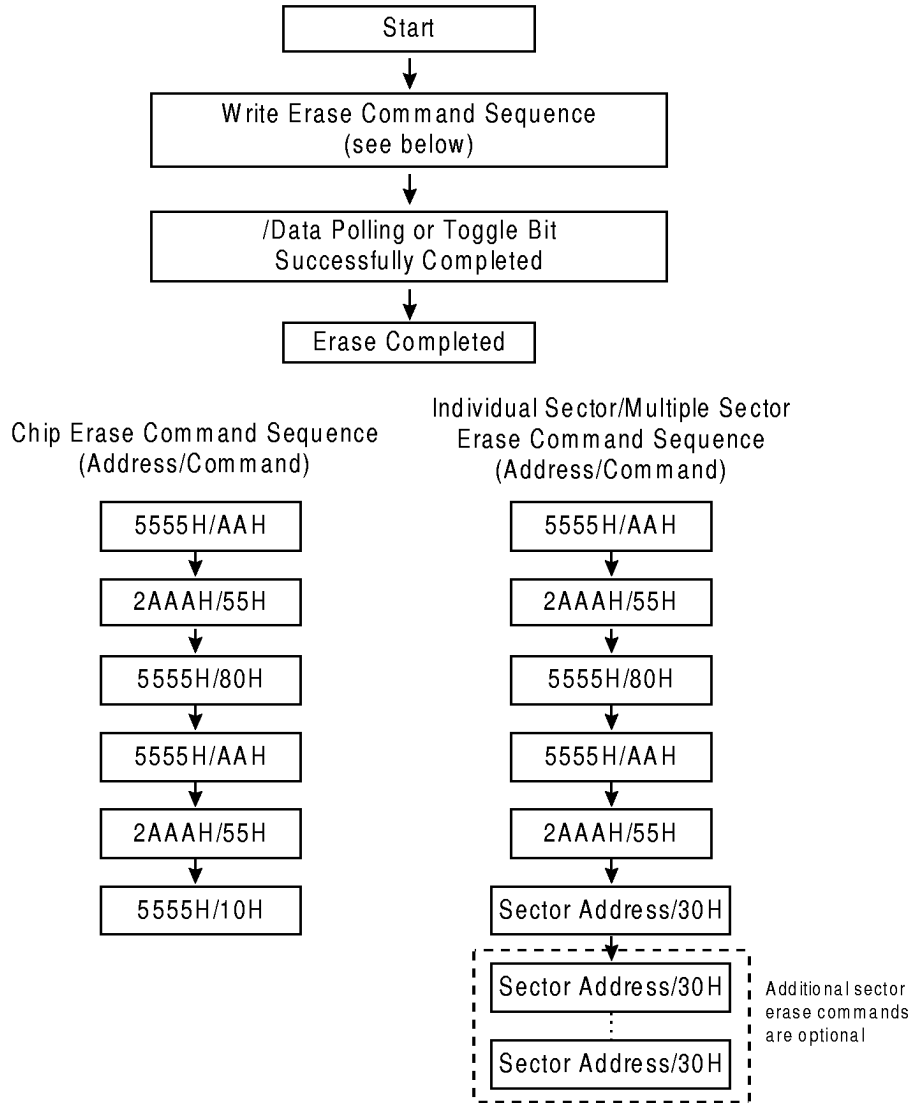 Start
Write Erase Command Sequence
(see below)
/Data Polling or Toggle Bit
Successfully Completed
Erase Completed
Chip Erase Command Sequence
(Address/Command)
5555H/AAH
2AAAH/55H
5555H/80H
5555H/AAH
2AAAH/55H
5555H/10H
Individual Sector/Multiple Sector
Erase Command Sequence
(Address/Command)
5555H/AAH
2AAAH/55H
5555H/80H
5555H/AAH
2AAAH/55H
Sector Address/30H
Sector Address/30H
Sector Address/30H
Additional sector
erase commands
are optional